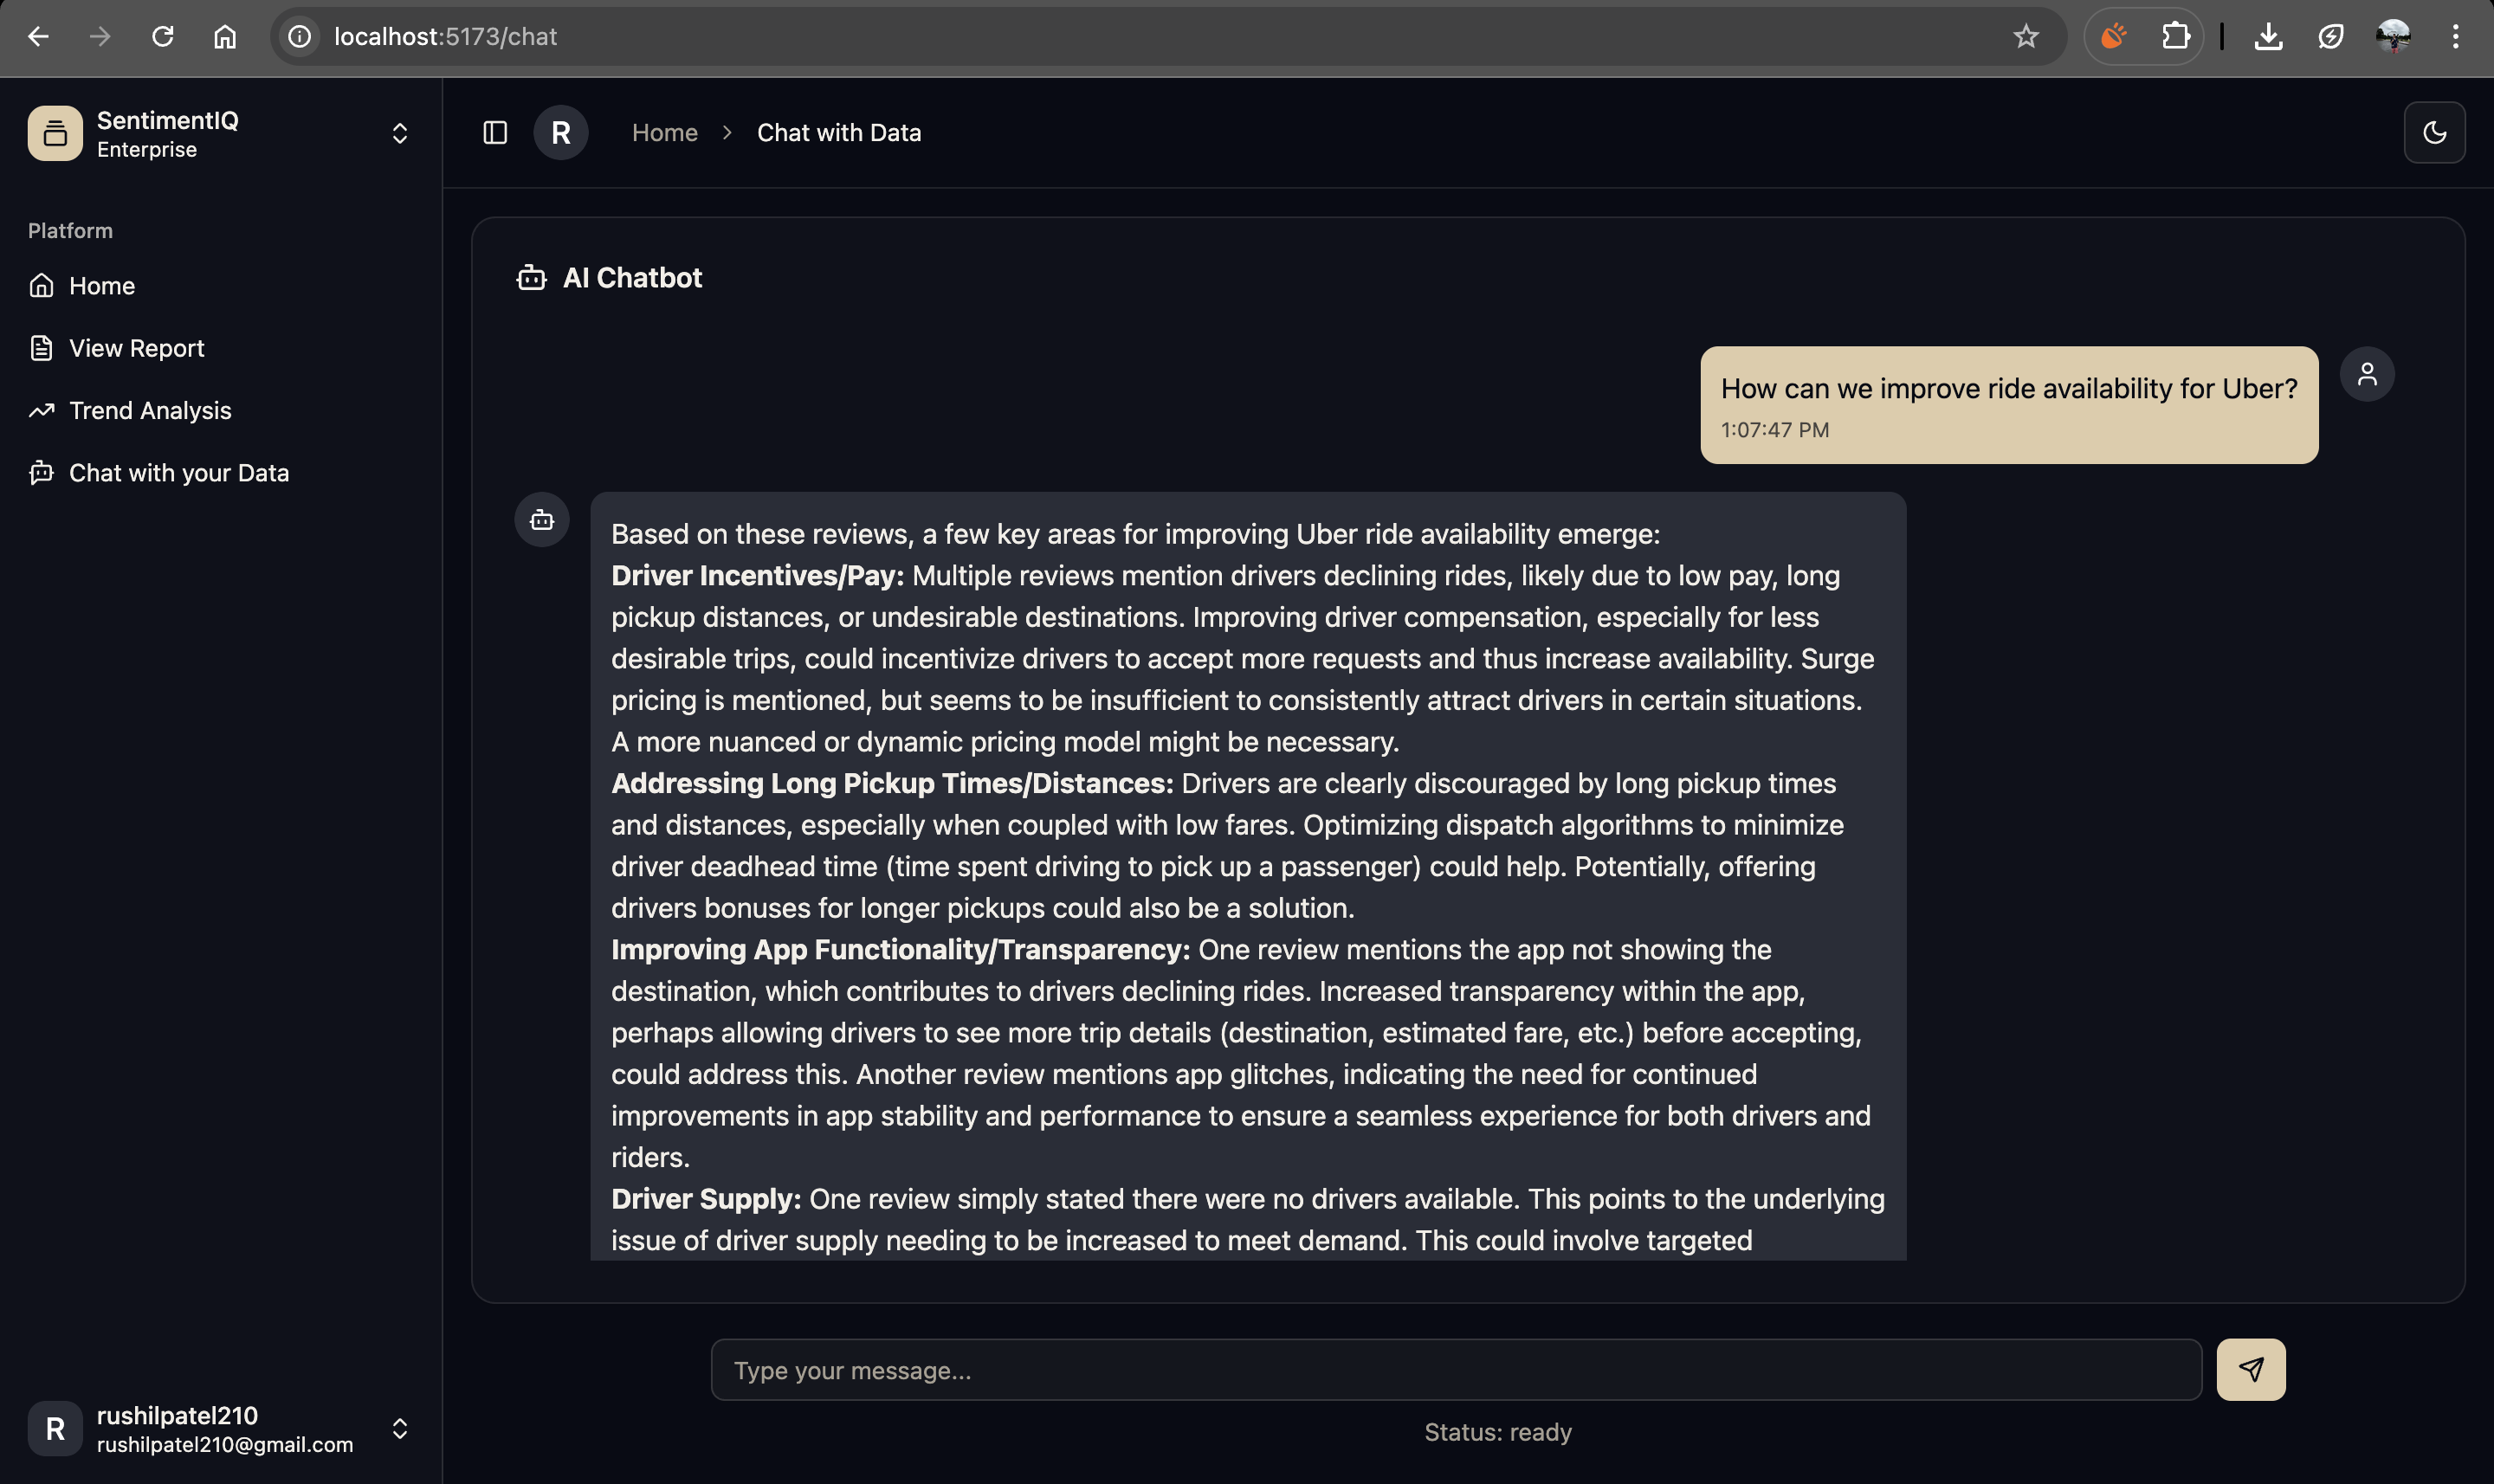 localhost:5173/chat
SentimentIQ
Enterprise
Platform
Home
View Report
Trend Analysis
Chat with your Data
R
rushilpatel210
rushilpatel210@gmail.com
R
Home > Chat with Data
AI Chatbot
How can we improve ride availability for Uber?
1:07:47 PM
Based on these reviews, a few key areas for improving Uber ride availability emerge:
Driver Incentives/Pay: Multiple reviews mention drivers declining rides, likely due to low pay, long
pickup distances, or undesirable destinations. Improving driver compensation, especially for less
desirable trips, could incentivize drivers to accept more requests and thus increase availability. Surge
pricing is mentioned, but seems to be insufficient to consistently attract drivers in certain situations.
A more nuanced or dynamic pricing model might be necessary.
Addressing Long Pickup Times/Distances: Drivers are clearly discouraged by long pickup times
and distances, especially when coupled with low fares. Optimizing dispatch algorithms to minimize
driver deadhead time (time spent driving to pick up a passenger) could help. Potentially, offering
drivers bonuses for longer pickups could also be a solution.
Improving App Functionality/Transparency: One review mentions the app not showing the
destination, which contributes to drivers declining rides. Increased transparency within the app,
perhaps allowing drivers to see more trip details (destination, estimated fare, etc.) before accepting,
could address this. Another review mentions app glitches, indicating the need for continued
improvements in app stability and performance to ensure a seamless experience for both drivers and
riders.
Driver Supply: One review simply stated there were no drivers available. This points to the underlying
issue of driver supply needing to be increased to meet demand. This could involve targeted
Type your message...
Status: ready